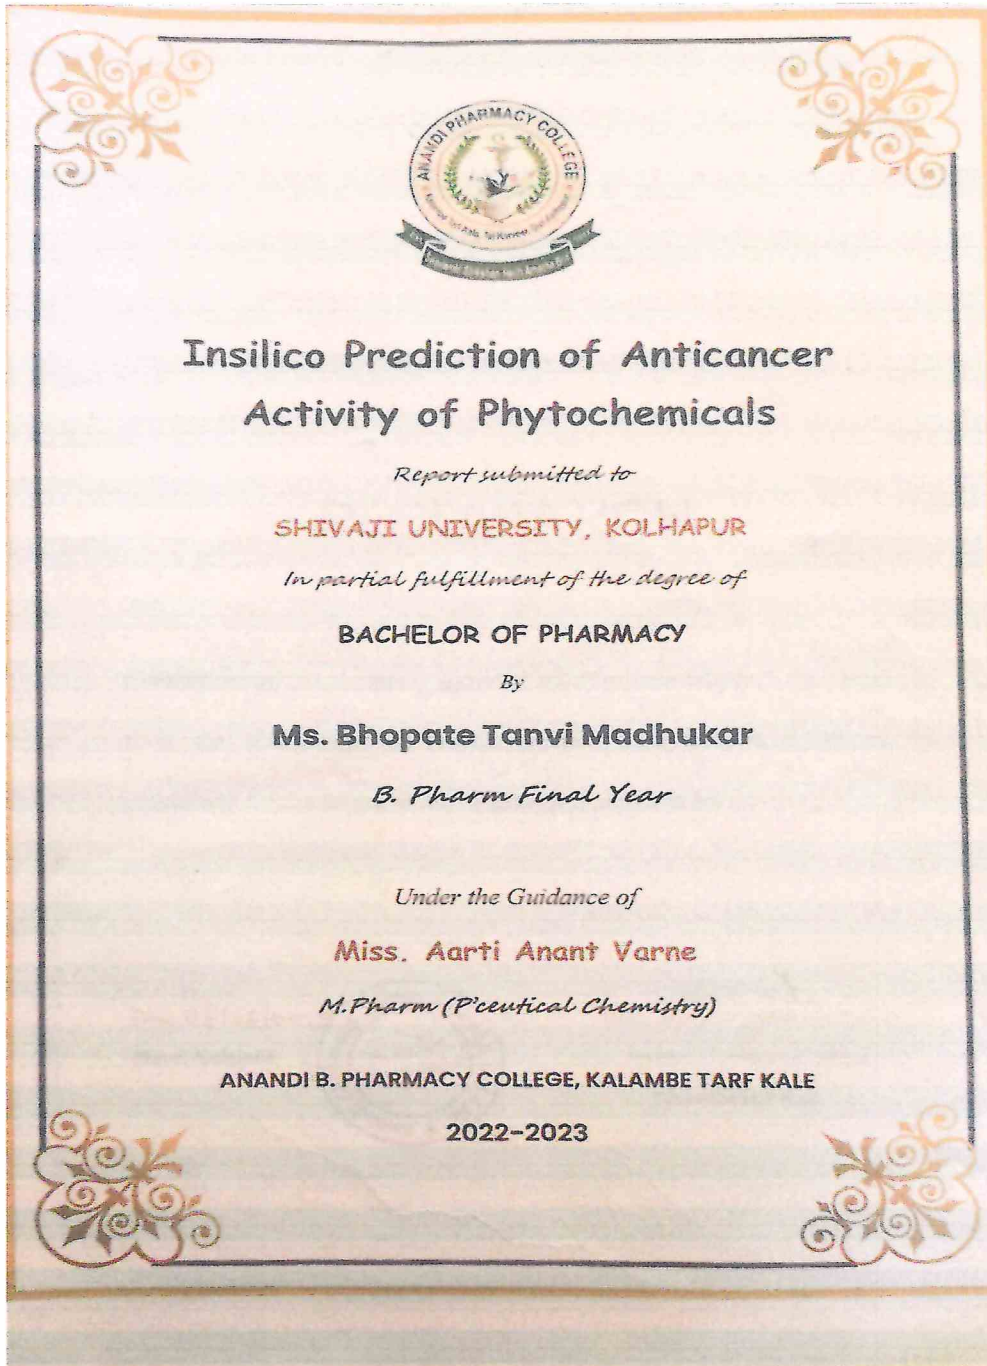 ANANDI PHARMACY COLLEGE
Insilico Prediction of Anticancer
Activity of Phytochemicals
Report submitted to
SHIVAJI UNIVERSITY, KOLHAPUR
In partial fulfillment of the degree of
BACHELOR OF PHARMACY
By
Ms. Bhopate Tanvi Madhukar
B. Pharm Final Year
Under the Guidance of
Miss. Aarti Anant Varne
M.Pharm (P'ceutical Chemistry)
ANANDI B. PHARMACY COLLEGE, KALAMBE TARF KALE
2022-2023